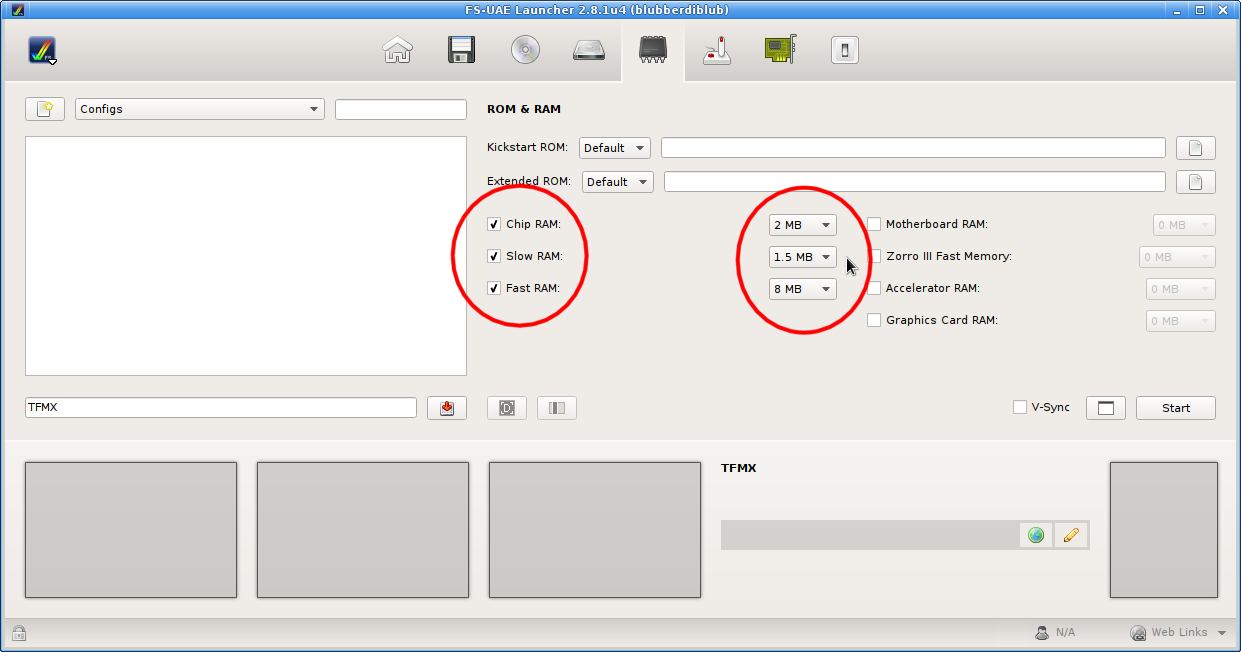 FS-UAE Launcher 2.8.1u4 (blubberdiblub)
Configs
ROM & RAM
Kickstart ROM: Default
Extended ROM: Default
Chip RAM: 2 MB Motherboard RAM: 0 MB
Slow RAM: 1.5 MB Zorro III Fast Memory: 0 MB
Fast RAM: 8 MB Accelerator RAM: 0 MB
Graphics Card RAM: 0 MB
TFMX D V-Sync Start
TFMX
N/A Web Links